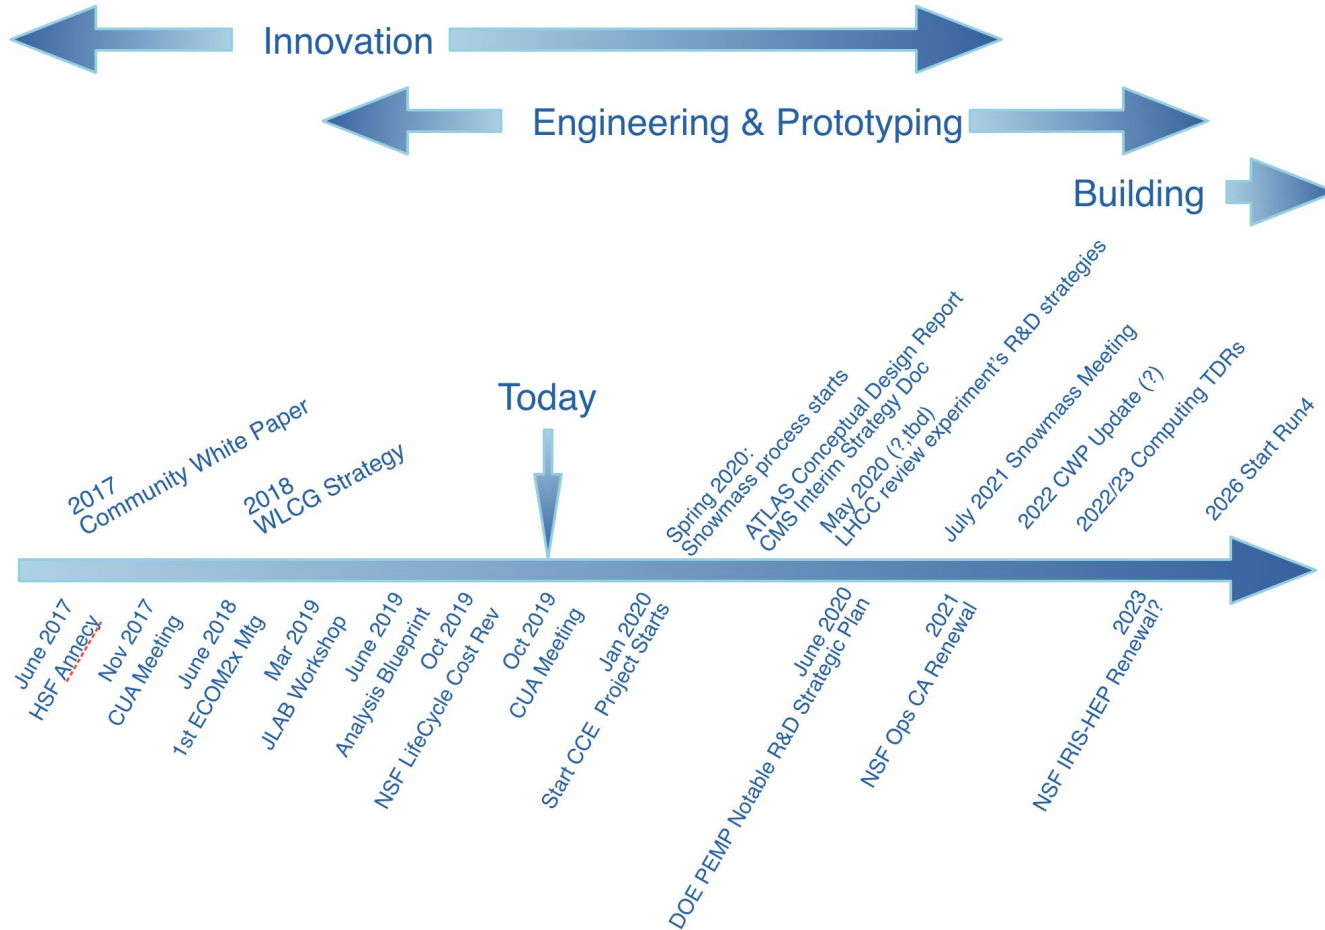 Innovation
Engineering & Prototyping
Building
Today
2017
Community White Paper
2018
WLCG Strategy
Spring 2020:
Snowmass process starts
ATLAS Conceptual Design Report
CMS Interim Strategy Doc
May 2020 (?,tbd)
LHCC review experiment's R&D strategies
July 2021 Snowmass Meeting
2022 CWP Update (?)
2022/23 Computing TDRs
2026 Start Run4
June 2017
HSF Annecy
Nov 2017
CUA Meeting
June 2018
1st ECOM2x Mtg
Mar 2019
JLAB Workshop
June 2019
Analysis Blueprint
Oct 2019
NSF LifeCycle Cost Rev
Oct 2019
CUA Meeting
Jan 2020
Start CCE Project Starts
June 2020
DOE PEMP Notable R&D Strategic Plan
2021
NSF Ops CA Renewal
2023
NSF IRIS-HEP Renewal?